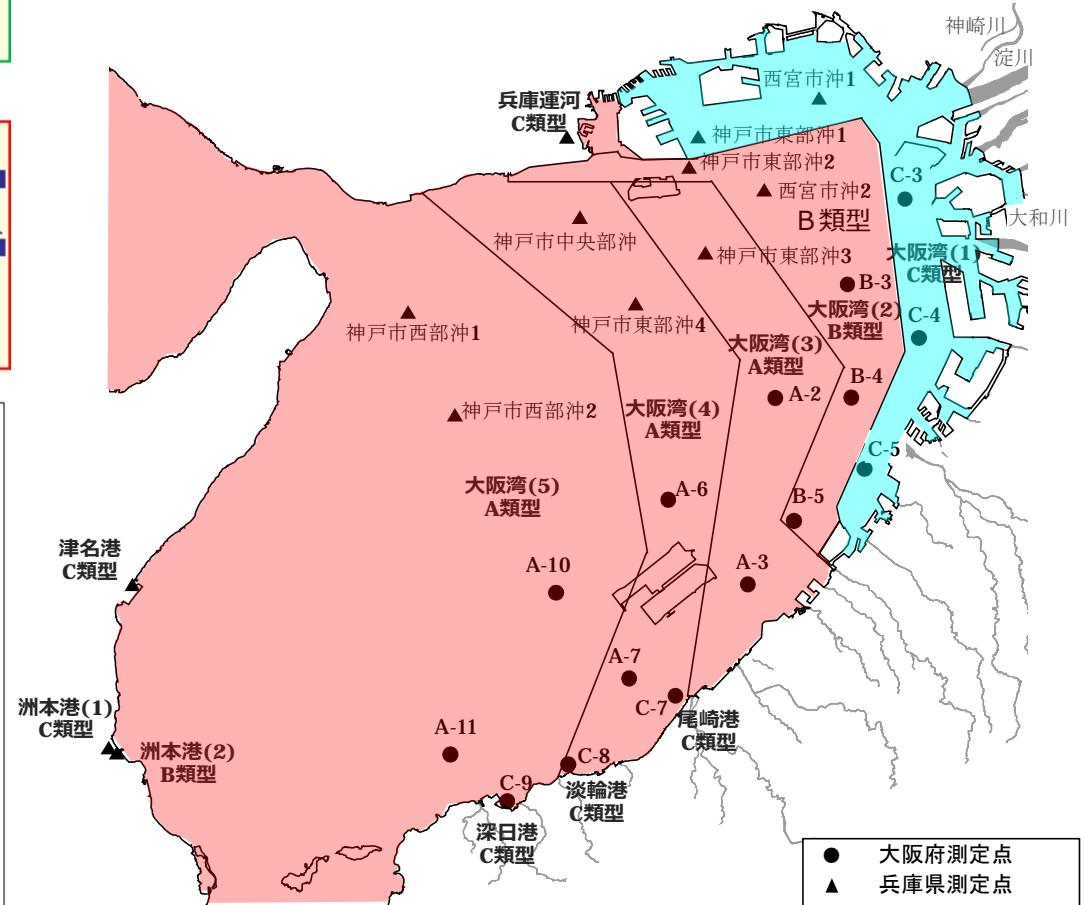 神崎川
淀川
西宮市沖1
兵庫運河
C類型
神戸市東部沖1
神戸市東部沖2
西宮市沖2
C-3
大和川
B類型
神戸市中央部沖
神戸市東部沖3
大阪湾(1)
C類型
B-3
神戸市西部沖1
神戸市東部沖4
大阪湾(2)
B類型
C-4
大阪湾(3)
A類型
A-2
B-4
神戸市西部沖2
大阪湾(4)
A類型
C-5
大阪湾(5)
A類型
A-6
B-5
津名港
C類型
A-10
A-3
A-7
C-7
洲本港(1)
C類型
洲本港(2)
B類型
A-11
尾崎港
C類型
C-8
C-9
淡輪港
C類型
深日港
C類型
● 大阪府測定点
▲ 兵庫県測定点